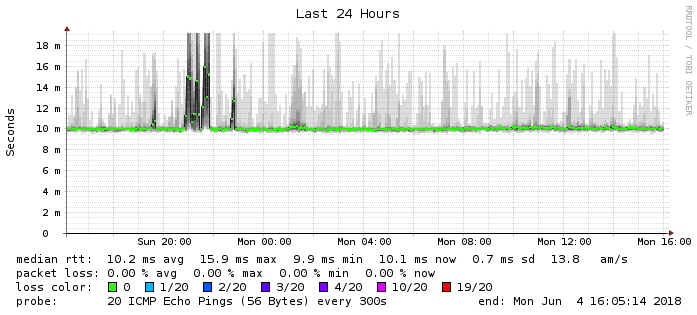 Last 24 Hours
RRDTOOL / TOBI OETIKER
Seconds
18 m
16 m
14 m
12 m
10 m
8 m
6 m
4 m
2 m
0
Sun 20:00 Mon 00:00 Mon 04:00 Mon 08:00 Mon 12:00 Mon 16:00
median rtt: 10.2 ms avg 15.9 ms max 9.9 ms min 10.1 ms now 0.7 ms sd 13.8 am/s
packet loss: 0.00 % avg 0.00 % max 0.00 % min 0.00 % now
loss color: 0 1/20 2/20 3/20 4/20 10/20 19/20
probe: 20 ICMP Echo Pings (56 Bytes) every 300s end: Mon Jun 4 16:05:14 2018